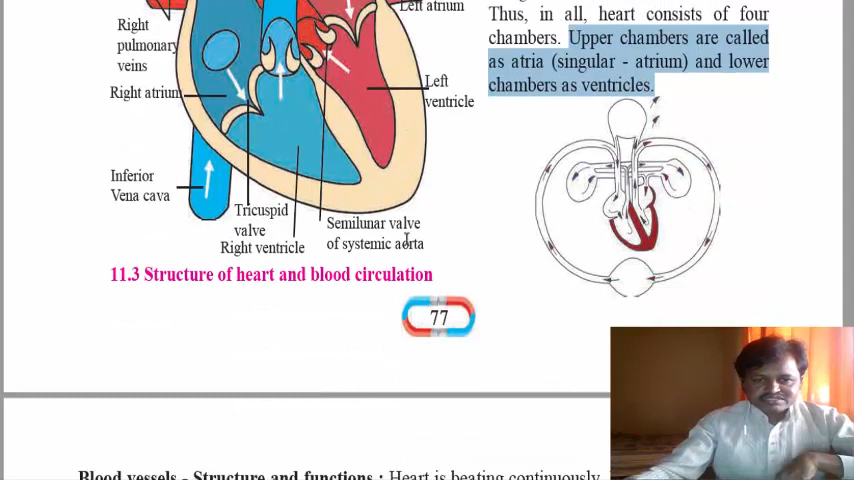 Left atrium
Right
pulmonary
veins
Right atrium
Left
ventricle
Inferior
Vena cava
Tricuspid
valve
Right ventricle
Semilunar valve
of systemic aorta
11.3 Structure of heart and blood circulation
77
Thus, in all, heart consists of four
chambers. Upper chambers are called
as atria (singular - atrium) and lower
chambers as ventricles.
Blood vessels - Structure and functions : Heart is beating continuously